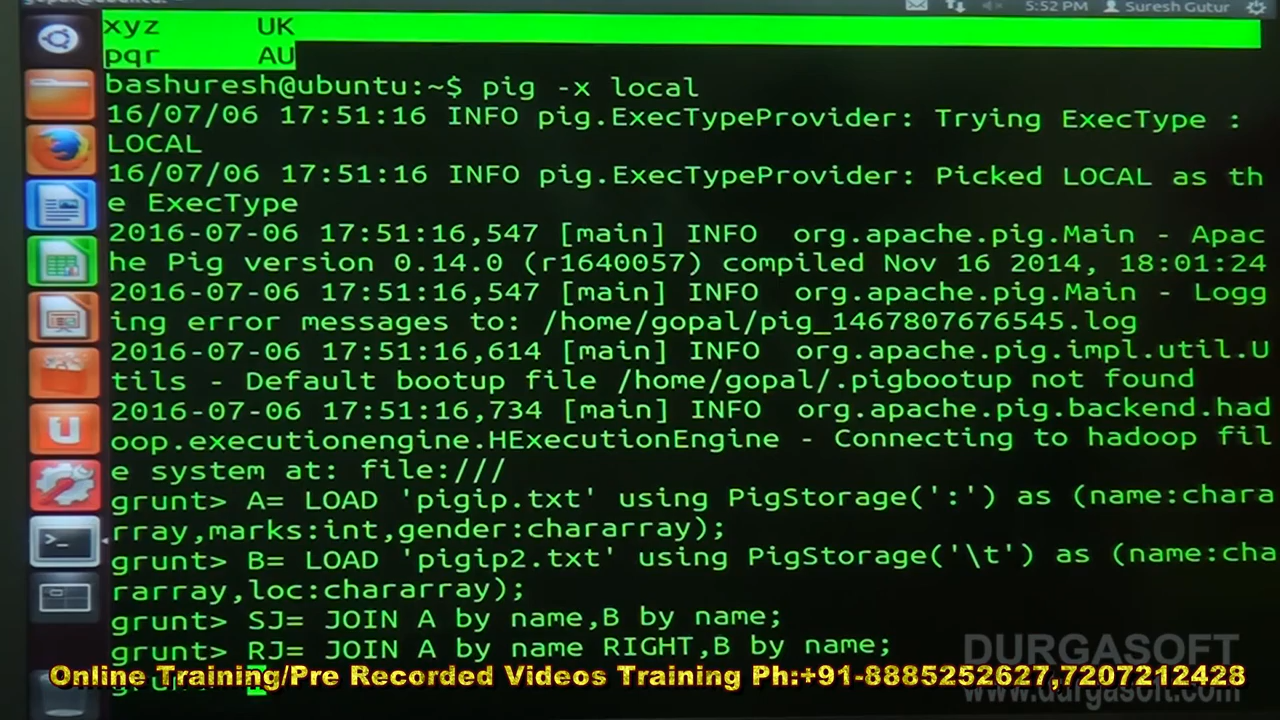 5:52 PM Suresh Gutur
xyz UK
pqr AU
bashuresh@ubuntu:~$ pig -x local
16/07/06 17:51:16 INFO pig.ExecTypeProvider: Trying ExecType :
LOCAL
16/07/06 17:51:16 INFO pig.ExecTypeProvider: Picked LOCAL as th
e ExecType
2016-07-06 17:51:16,547 [main] INFO  org.apache.pig.Main - Apac
he Pig version 0.14.0 (r1640057) compiled Nov 16 2014, 18:01:24
2016-07-06 17:51:16,547 [main] INFO  org.apache.pig.Main - Logg
ing error messages to: /home/gopal/pig_1467807676545.log
2016-07-06 17:51:16,614 [main] INFO  org.apache.pig.impl.util.U
tils - Default bootup file /home/gopal/.pigbootup not found
2016-07-06 17:51:16,734 [main] INFO  org.apache.pig.backend.had
oop.executionengine.HExecutionEngine - Connecting to hadoop fil
e system at: file:///
grunt> A= LOAD 'pigip.txt' using PigStorage(':') as (name:chara
rray,marks:int,gender:chararray);
grunt> B= LOAD 'pigip2.txt' using PigStorage('\t') as (name:cha
rarray,loc:chararray);
grunt> SJ= JOIN A by name,B by name;
grunt> RJ= JOIN A by name RIGHT,B by name;
DURGASOFT
Online Training/Pre Recorded Videos Training Ph:+91-8885252627,7207212428
www.durgasoft.com